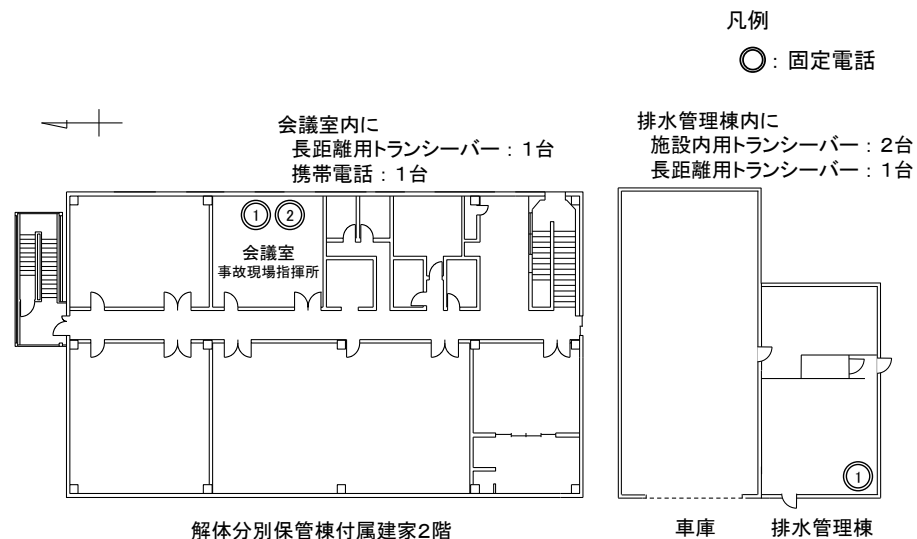 凡例
◎：固定電話
会議室内に
長距離用トランシーバー：１台
携帯電話：１台
排水管理棟内に
施設内用トランシーバー：２台
長距離用トランシーバー：１台
1 2
会議室
事故現場指揮所
1
解体分別保管棟付属建家２階
車庫
排水管理棟